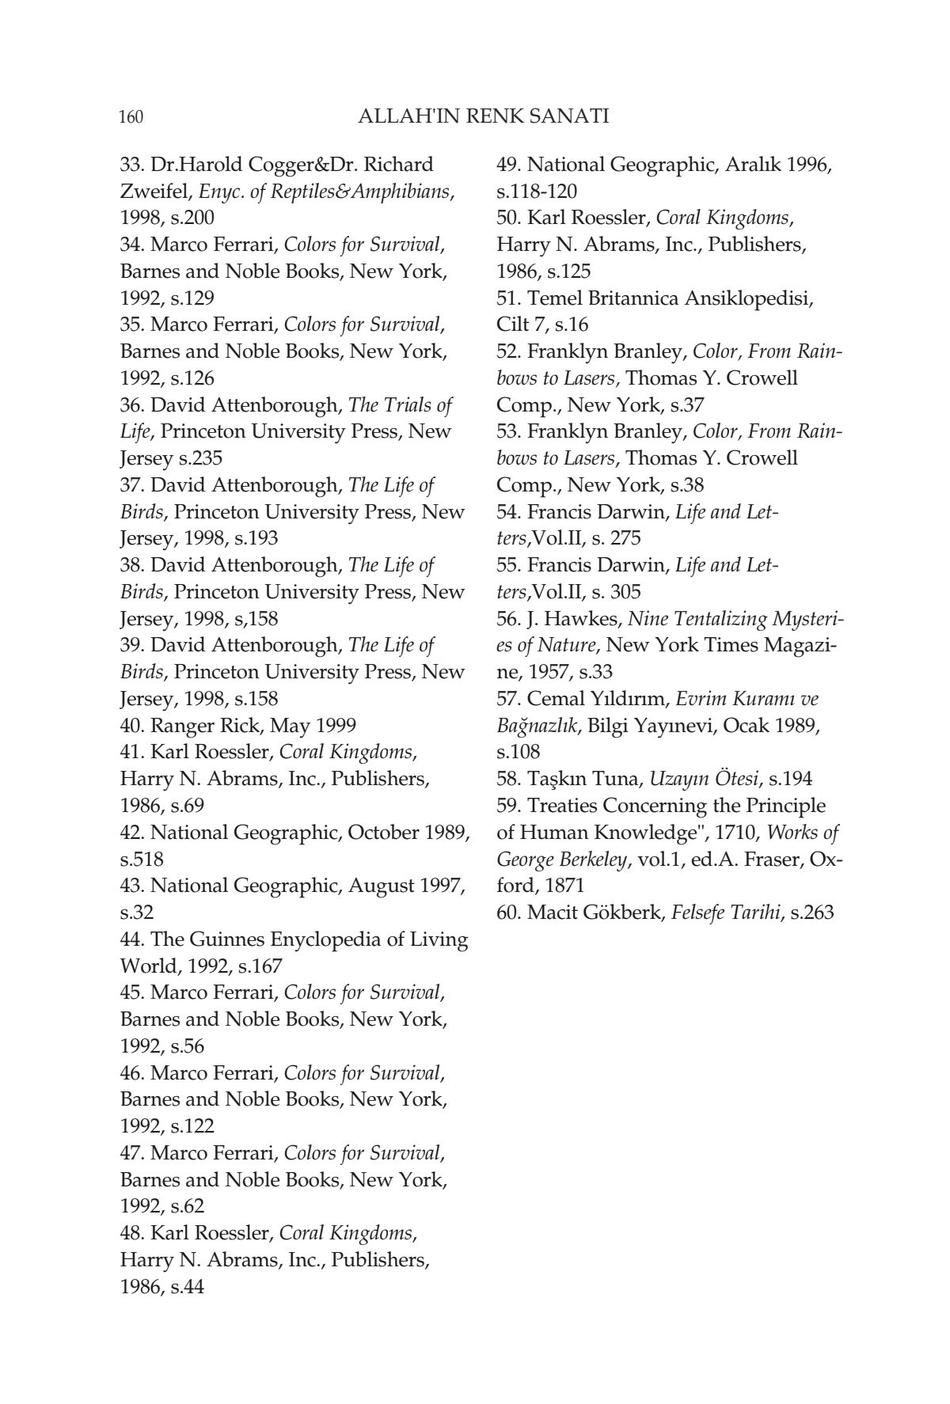 160
ALLAH'IN RENK SANATI
33. Dr.Harold Cogger&Dr. Richard
Zweifel, Enyc. of Reptiles&Amphibians,
1998, s.200
34. Marco Ferrari, Colors for Survival,
Barnes and Noble Books, New York,
1992, s.129
35. Marco Ferrari, Colors for Survival,
Barnes and Noble Books, New York,
1992, s.126
36. David Attenborough, The Trials of
Life, Princeton University Press, New
Jersey s.235
37. David Attenborough, The Life of
Birds, Princeton University Press, New
Jersey, 1998, s.193
38. David Attenborough, The Life of
Birds, Princeton University Press, New
Jersey, 1998, s,158
39. David Attenborough, The Life of
Birds, Princeton University Press, New
Jersey, 1998, s.158
40. Ranger Rick, May 1999
41. Karl Roessler, Coral Kingdoms,
Harry N. Abrams, Inc., Publishers,
1986, s.69
42. National Geographic, October 1989,
s.518
43. National Geographic, August 1997,
s.32
44. The Guinnes Enyclopedia of Living
World, 1992, s.167
45. Marco Ferrari, Colors for Survival,
Barnes and Noble Books, New York,
1992, s.56
46. Marco Ferrari, Colors for Survival,
Barnes and Noble Books, New York,
1992, s.122
47. Marco Ferrari, Colors for Survival,
Barnes and Noble Books, New York,
1992, s.62
48. Karl Roessler, Coral Kingdoms,
Harry N. Abrams, Inc., Publishers,
1986, s.44
49. National Geographic, Aralık 1996,
s.118-120
50. Karl Roessler, Coral Kingdoms,
Harry N. Abrams, Inc., Publishers,
1986, s.125
51. Temel Britannica Ansiklopedisi,
Cilt 7, s.16
52. Franklyn Branley, Color, From Rain-
bows to Lasers, Thomas Y. Crowell
Comp., New York, s.37
53. Franklyn Branley, Color, From Rain-
bows to Lasers, Thomas Y. Crowell
Comp., New York, s.38
54. Francis Darwin, Life and Let-
ters,Vol.II, s. 275
55. Francis Darwin, Life and Let-
ters,Vol.II, s. 305
56. J. Hawkes, Nine Tentalizing Mysteri-
es of Nature, New York Times Magazi-
ne, 1957, s.33
57. Cemal Yıldırım, Evrim Kuramı ve
Bağnazlık, Bilgi Yayınevi, Ocak 1989,
s.108
58. Taşkın Tuna, Uzayın Ötesi, s.194
59. Treaties Concerning the Principle
of Human Knowledge", 1710, Works of
George Berkeley, vol.1, ed.A. Fraser, Ox-
ford, 1871
60. Macit Gökberk, Felsefe Tarihi, s.263